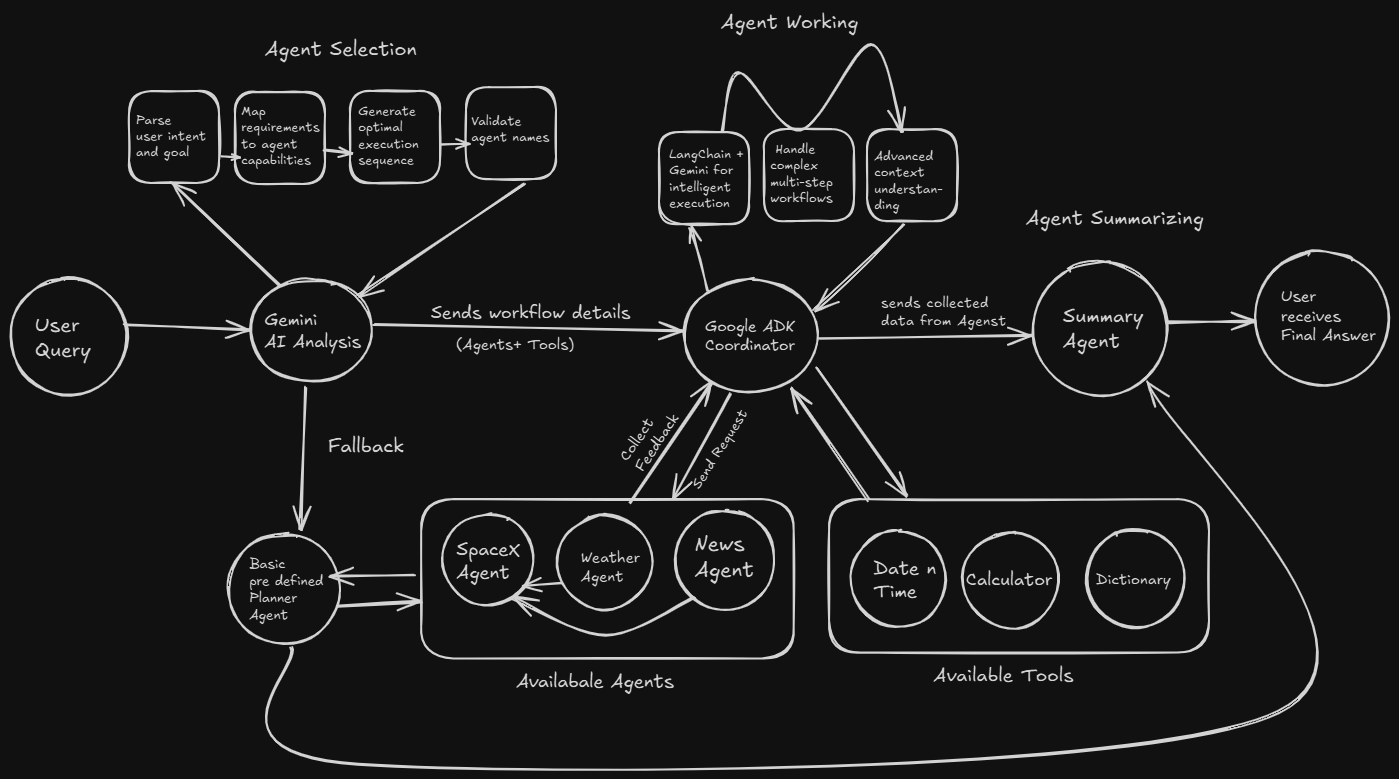 Agent Selection
Agent Working
Parse
user intent
and goal
Map
requirements
to agent
capabilities
Generate
optimal
execution
sequence
Validate
agent names
LangChain +
Gemini for
intelligent
execution
Handle
complex
multi-step
workflows
Advanced
context
understan-
ding
Agent Summarizing
User
Query
Gemini
AI Analysis
Sends workflow details
(Agents+ Tools)
Google ADK
Coordinator
sends collected
data from Agenst
Summary
Agent
User
receives
Final Answer
Fallback
Collect
Feedback
Send Request
Basic
pre defined
Planner
Agent
SpaceX
Agent
Weather
Agent
News
Agent
Date n
Time
Calculator
Dictionary
Availabale Agents
Available Tools